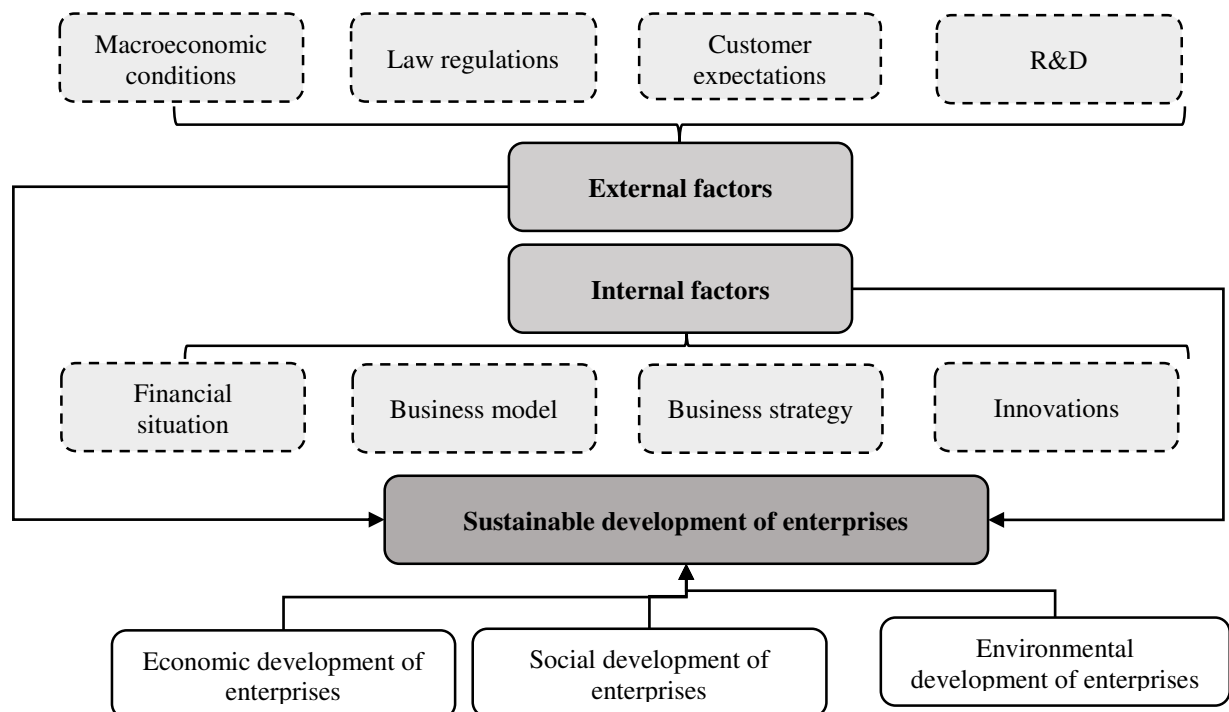 Macroeconomic
conditions
Law regulations
Customer
expectations
R&D
External factors
Internal factors
Financial
situation
Business model
Business strategy
Innovations
Sustainable development of enterprises
Economic development of
enterprises
Social development of
enterprises
Environmental
development of enterprises